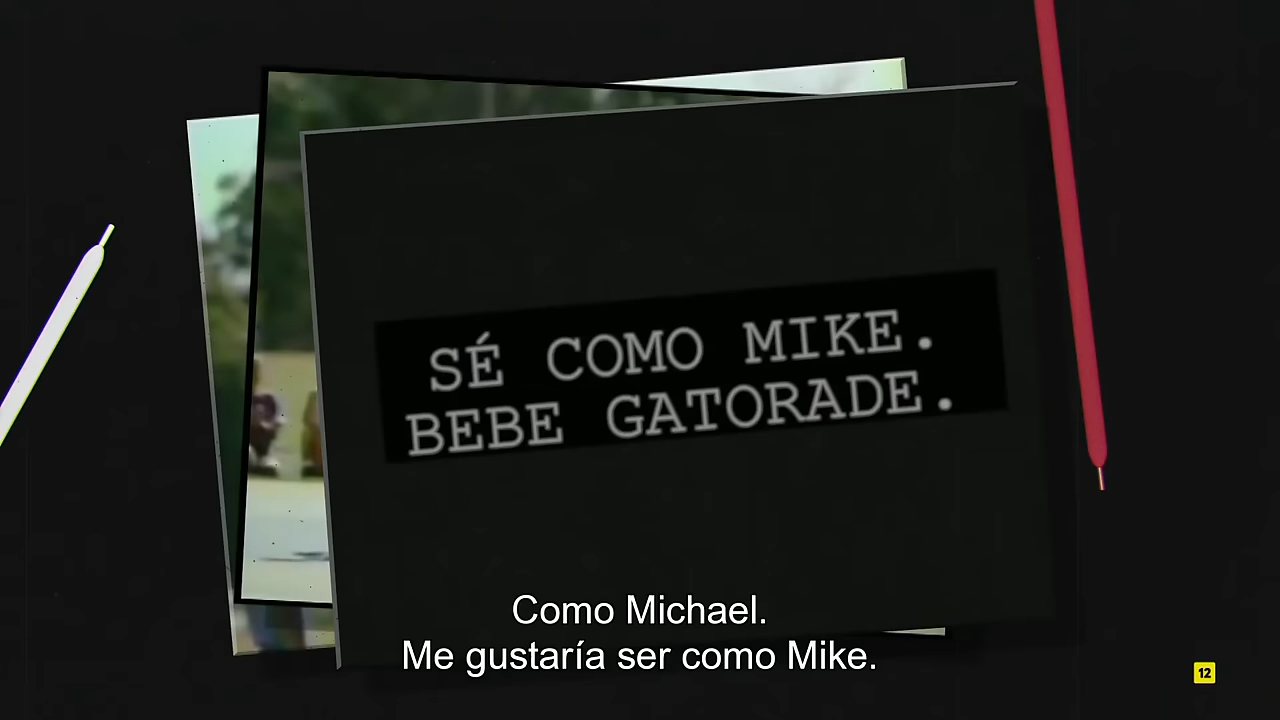 SÉ COMO MIKE.
BEBE GATORADE.
Como Michael.
Me gustaría ser como Mike.
12